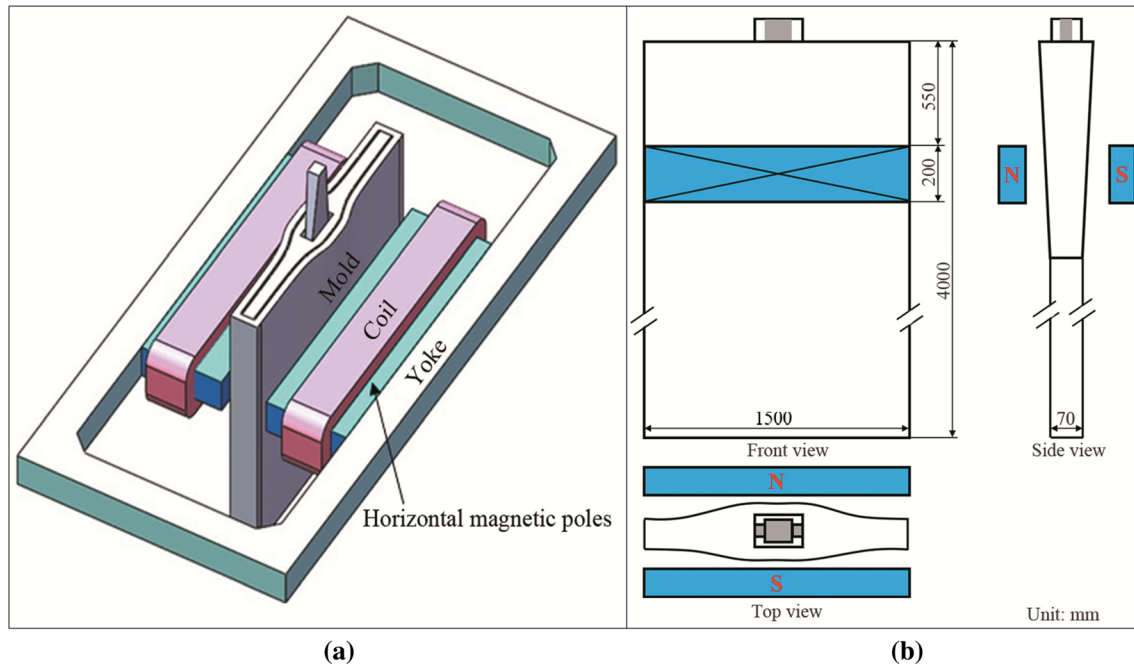 Mold
Coil
Yoke
Horizontal magnetic poles
(a)
550
200
4000
N
S
1500
70
Front view
Side view
N
S
Top view
Unit: mm
(b)